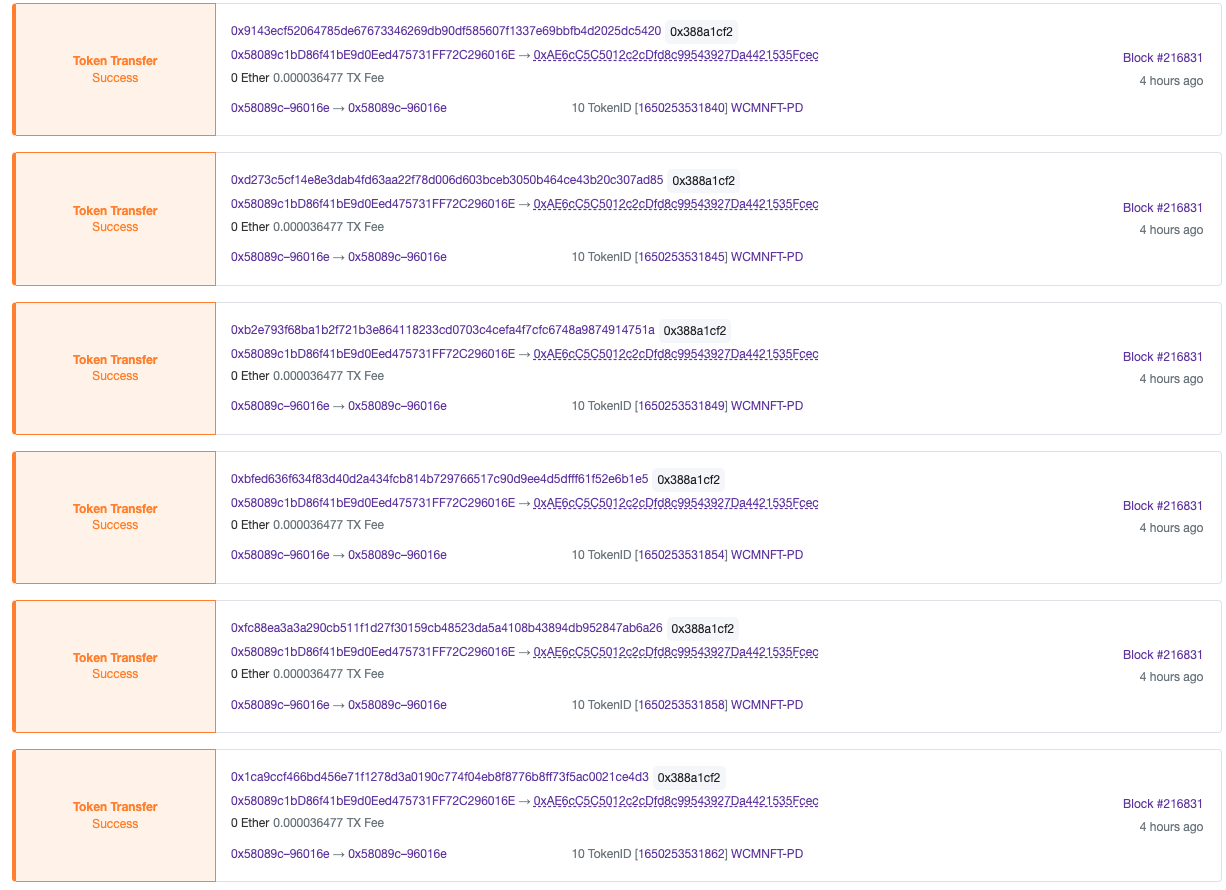 0x9143ecf52064785de67673346269db90df585607f1337e69bbfb4d2025dc5420 0x388a1cf2
Token Transfer
Success
0x58089c1bD86f41bE9d0Eed475731FF72C296016E → 0xAE6cC5C5012c2cDfd8c99543927Da4421535Fcec
Block #216831
0 Ether 0.000036477 TX Fee
4 hours ago
0x58089c–96016e → 0x58089c–96016e
10 TokenID [1650253531840] WCMNFT-PD
0xd273c5cf14e8e3dab4fd63aa22f78d006d603bceb3050b464ce43b20c307ad85 0x388a1cf2
Token Transfer
Success
0x58089c1bD86f41bE9d0Eed475731FF72C296016E → 0xAE6cC5C5012c2cDfd8c99543927Da4421535Fcec
Block #216831
0 Ether 0.000036477 TX Fee
4 hours ago
0x58089c–96016e → 0x58089c–96016e
10 TokenID [1650253531845] WCMNFT-PD
0xb2e793f68ba1b2f721b3e864118233cd0703c4cefa4f7cfc6748a9874914751a 0x388a1cf2
Token Transfer
Success
0x58089c1bD86f41bE9d0Eed475731FF72C296016E → 0xAE6cC5C5012c2cDfd8c99543927Da4421535Fcec
Block #216831
0 Ether 0.000036477 TX Fee
4 hours ago
0x58089c–96016e → 0x58089c–96016e
10 TokenID [1650253531849] WCMNFT-PD
0xbfed636f634f83d40d2a434fcb814b729766517c90d9ee4d5dfff61f52e6b1e5 0x388a1cf2
Token Transfer
Success
0x58089c1bD86f41bE9d0Eed475731FF72C296016E → 0xAE6cC5C5012c2cDfd8c99543927Da4421535Fcec
Block #216831
0 Ether 0.000036477 TX Fee
4 hours ago
0x58089c–96016e → 0x58089c–96016e
10 TokenID [1650253531854] WCMNFT-PD
0xfc88ea3a3a290cb511f1d27f30159cb48523da5a4108b43894db952847ab6a26 0x388a1cf2
Token Transfer
Success
0x58089c1bD86f41bE9d0Eed475731FF72C296016E → 0xAE6cC5C5012c2cDfd8c99543927Da4421535Fcec
Block #216831
0 Ether 0.000036477 TX Fee
4 hours ago
0x58089c–96016e → 0x58089c–96016e
10 TokenID [1650253531858] WCMNFT-PD
0x1ca9ccf466bd456e71f1278d3a0190c774f04eb8f8776b8ff73f5ac0021ce4d3 0x388a1cf2
Token Transfer
Success
0x58089c1bD86f41bE9d0Eed475731FF72C296016E → 0xAE6cC5C5012c2cDfd8c99543927Da4421535Fcec
Block #216831
0 Ether 0.000036477 TX Fee
4 hours ago
0x58089c–96016e → 0x58089c–96016e
10 TokenID [1650253531862] WCMNFT-PD